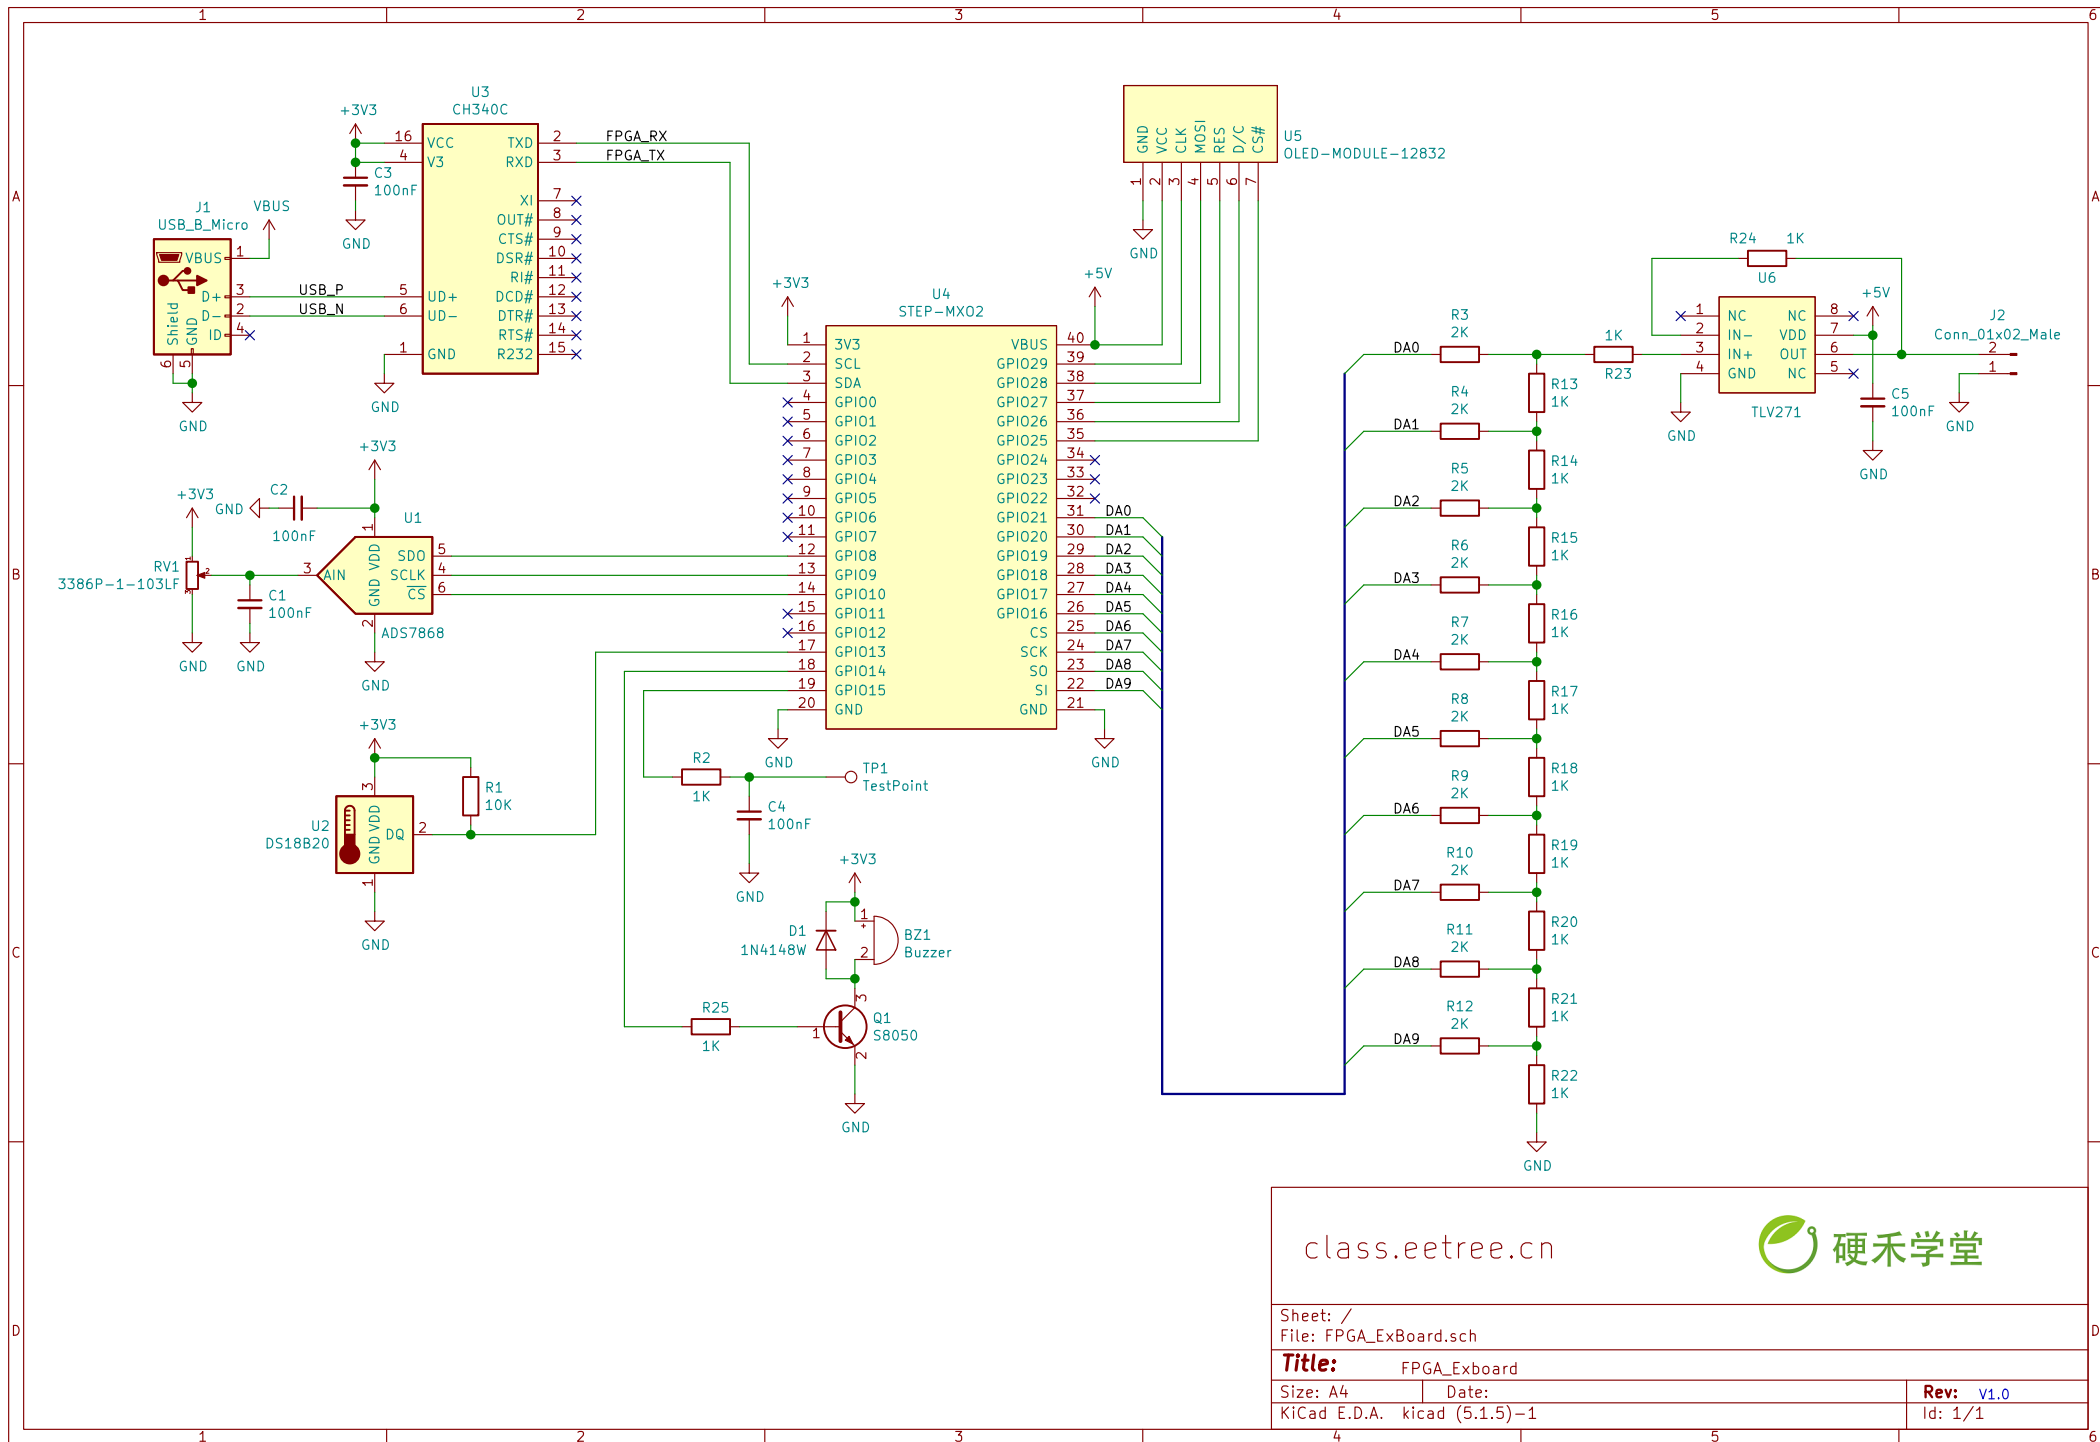 1 2 3 4 5 6
A
B
C
D
A
B
C
D
1 2 3 4 5 6
U3
CH340C
+3V3
16 VCC
4 V3
C3
100nF
GND
TXD 2 FPGA_RX
RXD 3 FPGA_TX
XI 7
OUT# 8
CTS# 9
DSR# 10
RI# 11
DCD# 12
DTR# 13
RTS# 14
R232 15
5 UD+
6 UD-
1 GND
GND
J1
USB_B_Micro
VBUS
VBUS 1
D+ 3 USB_P
D- 2 USB_N
ID 4
Shield
GND
6
5
GND
+3V3
C2
GND
100nF
U1
+3V3
RV1
3386P-1-103LF
1
2
3
GND
C1
100nF
GND
3 AIN
1
VDD
GND
2
SDO 5
SCLK 4
CS 6
ADS7868
GND
+3V3
R1
10K
U2
DS18B20
3
VDD
GND
DQ 2
1
GND
+3V3
U4
STEP-MXO2
+5V
1 3V3
2 SCL
3 SDA
4 GPIO0
5 GPIO1
6 GPIO2
7 GPIO3
8 GPIO4
9 GPIO5
10 GPIO6
11 GPIO7
12 GPIO8
13 GPIO9
14 GPIO10
15 GPIO11
16 GPIO12
17 GPIO13
18 GPIO14
19 GPIO15
20 GND
GND
VBUS 40
GPIO29 39
GPIO28 38
GPIO27 37
GPIO26 36
GPIO25 35
GPIO24 34
GPIO23 33
GPIO22 32
GPIO21 31 DA0
GPIO20 30 DA1
GPIO19 29 DA2
GPIO18 28 DA3
GPIO17 27 DA4
GPIO16 26 DA5
CS 25 DA6
SCK 24 DA7
SO 23 DA8
SI 22 DA9
GND 21
GND
GND
VCC
CLK
MOSI
RES
D/C
CS#
1
2
3
4
5
6
7
U5
OLED-MODULE-12832
GND
R2
1K
TP1
TestPoint
C4
100nF
GND
+3V3
D1
1N4148W
1
+
2
BZ1
Buzzer
R25
1K
1
3
2
Q1
S8050
GND
R3
2K
DA0
R4
2K
DA1
R5
2K
DA2
R6
2K
DA3
R7
2K
DA4
R8
2K
DA5
R9
2K
DA6
R10
2K
DA7
R11
2K
DA8
R12
2K
DA9
R13
1K
R14
1K
R15
1K
R16
1K
R17
1K
R18
1K
R19
1K
R20
1K
R21
1K
R22
1K
GND
1K
R23
R24 1K
U6
1 NC
2 IN-
3 IN+
4 GND
NC 8
VDD 7
OUT 6
NC 5
TLV271
GND
+5V
C5
100nF
GND
J2
Conn_01x02_Male
2
1
GND
class.eetree.cn
硬禾学堂
Sheet: /
File: FPGA_ExBoard.sch
Title: FPGA_Exboard
Size: A4 Date: Rev: V1.0
KiCad E.D.A. kicad (5.1.5)-1 Id: 1/1